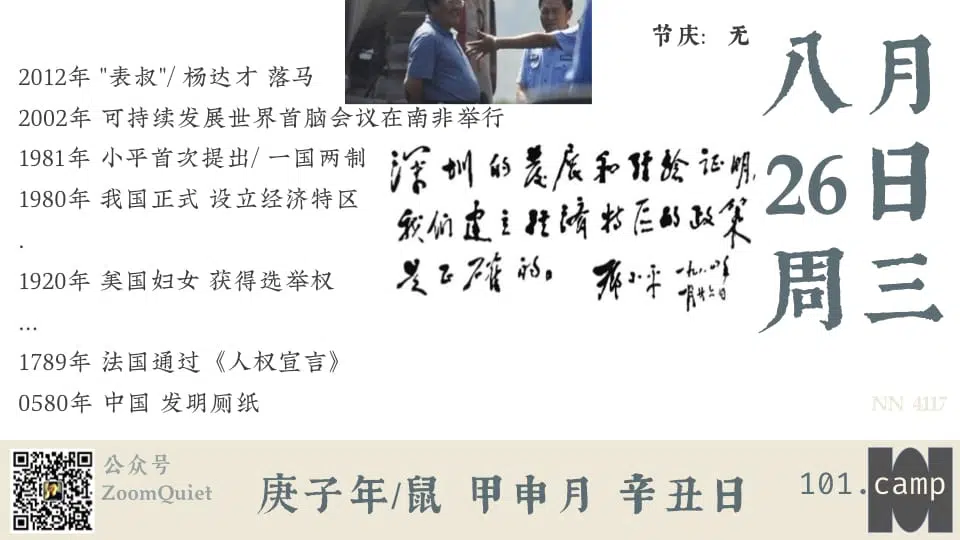 节庆: 无
八月
26日
周三
2012年 "表叔"/ 杨达才 落马
2002年 可持续发展世界首脑会议在南非举行
1981年 小平首次提出/ 一国两制
1980年 我国正式 设立经济特区
.
1920年 美国妇女 获得选举权
...
1789年 法国通过《人权宣言》
0580年 中国 发明厕纸
深圳的发展和经验证明,
我们建立经济特区的政策
是正确的。
邓小平 一九八四年
一月廿六日
NN 4117
公众号
ZoomQuiet
庚子年/鼠 甲申月 辛丑日
101.camp